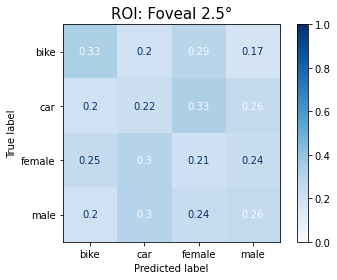 ROI: Foveal 2.5°
1.0
bike 0.33 0.2 0.29 0.17
0.8
car 0.2 0.22 0.33 0.26
0.6
True label
0.4
female 0.25 0.3 0.21 0.24
0.2
male 0.2 0.3 0.24 0.26
0.0
bike car female male
Predicted label